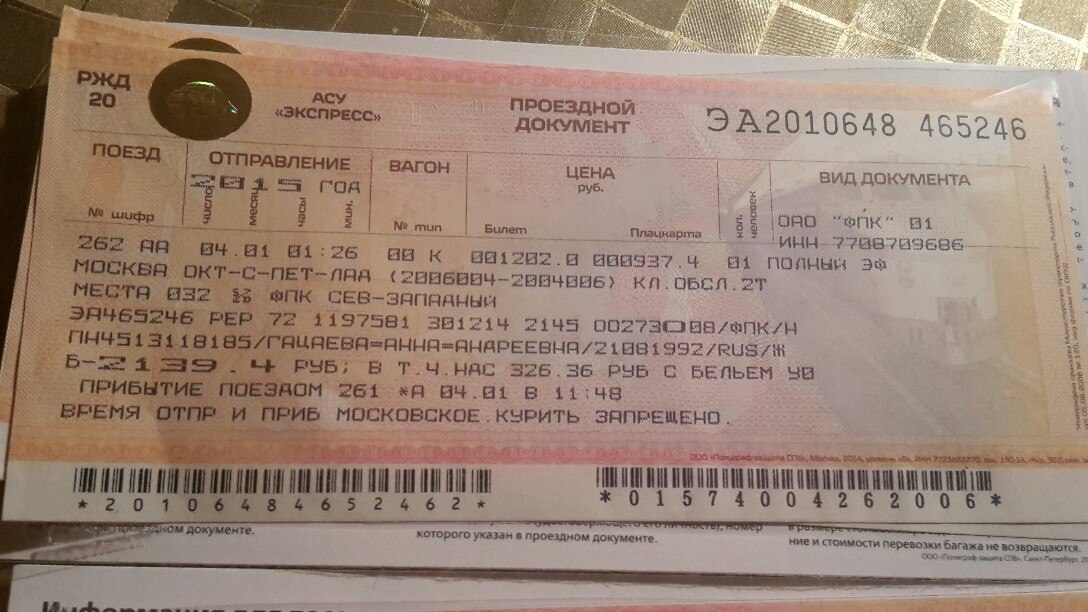 РЖД
20
АСУ
«ЭКСПРЕСС»
ПРОЕЗДНОЙ
ДОКУМЕНТ
ЭА2010648 465246
ПОЕЗД
ОТПРАВЛЕНИЕ
ВАГОН
ЦЕНА
руб.
ВИД ДОКУМЕНТА
2015 ГОД
№ шифр
число
месяц
часы
мин.
№ тип
Билет
Плацкарта
кол. человек
ОАО "ФПК" 01
ИНН 7708709686
262 АА 04.01 01:26 00 К 001202.0 000937.4 01 ПОЛНЫЙ ЭФ
МОСКВА ОКТ-С-ПЕТ-ЛАД (2006004-2004006) КЛ.ОБСЛ.2Т
МЕСТА 032 ФПК СЕВ-ЗАПАДНЫЙ
ЭА465246 РЕР 72 1197581 301214 2145 002730808/ФПК/Н
ПН4513118185/ГАЦАЕВА=АННА=АНДРЕЕВНА/21081992/RUS/Ж
Б-2139.4 РУБ; В Т.Ч.НДС 326.36 РУБ С БЕЛЬЕМ У0
ПРИБЫТИЕ ПОЕЗДОМ 261 *А 04.01 В 11:48
ВРЕМЯ ОТПР И ПРИБ МОСКОВСКОЕ.КУРИТЬ ЗАПРЕЩЕНО.
*20106484652462*
*01574004262006*
проездном документе.
которого указан в проездном документе.
ние и стоимости перевозки багажа не возвращаются.